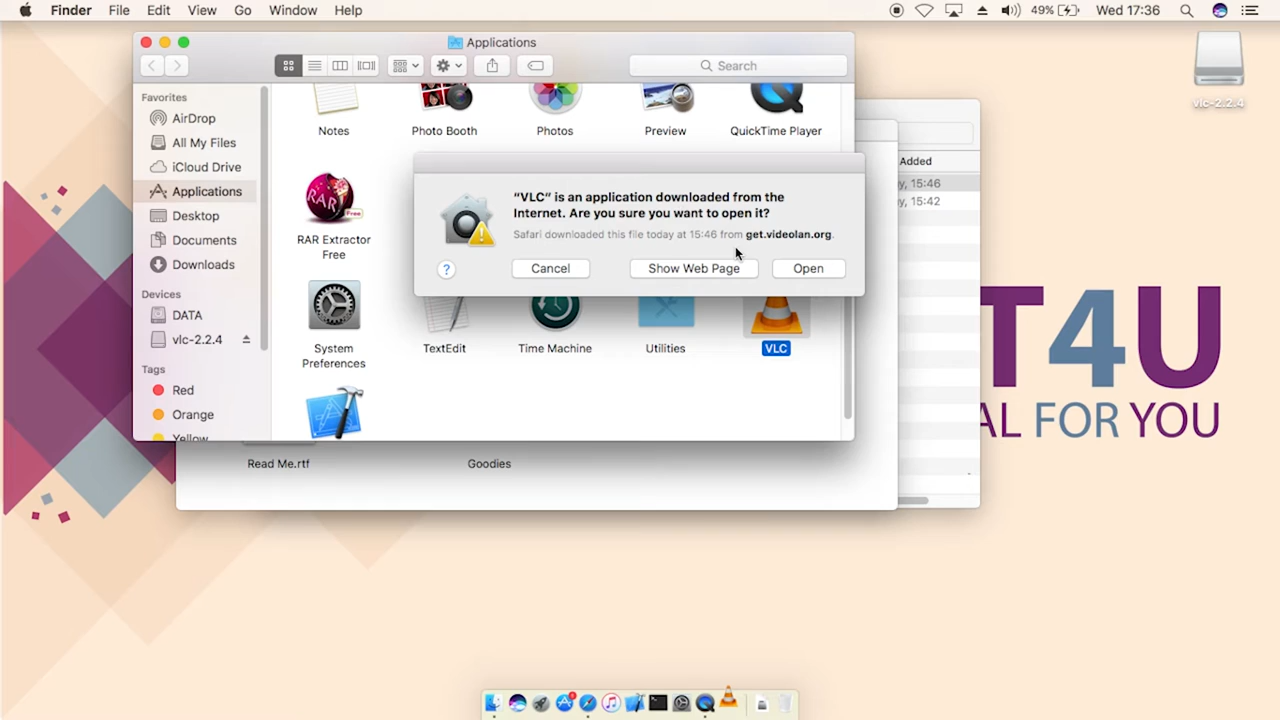 Finder File Edit View Go Window Help 49% Wed 17:36
Applications
Search
vlc-2.2.4
Favorites
AirDrop
All My Files
iCloud Drive
Applications
Desktop
Documents
Downloads
Devices
DATA
vlc-2.2.4
Tags
Red
Orange
Yellow
Notes Photo Booth Photos Preview QuickTime Player
RAR
Free
RAR Extractor
Free
System
Preferences
TextEdit Time Machine Utilities VLC
“VLC” is an application downloaded from the
Internet. Are you sure you want to open it?
Safari downloaded this file today at 15:46 from get.videolan.org.
? Cancel Show Web Page Open
Added
y, 15:46
y, 15:42
Read Me.rtf Goodies
T4U
AL FOR YOU